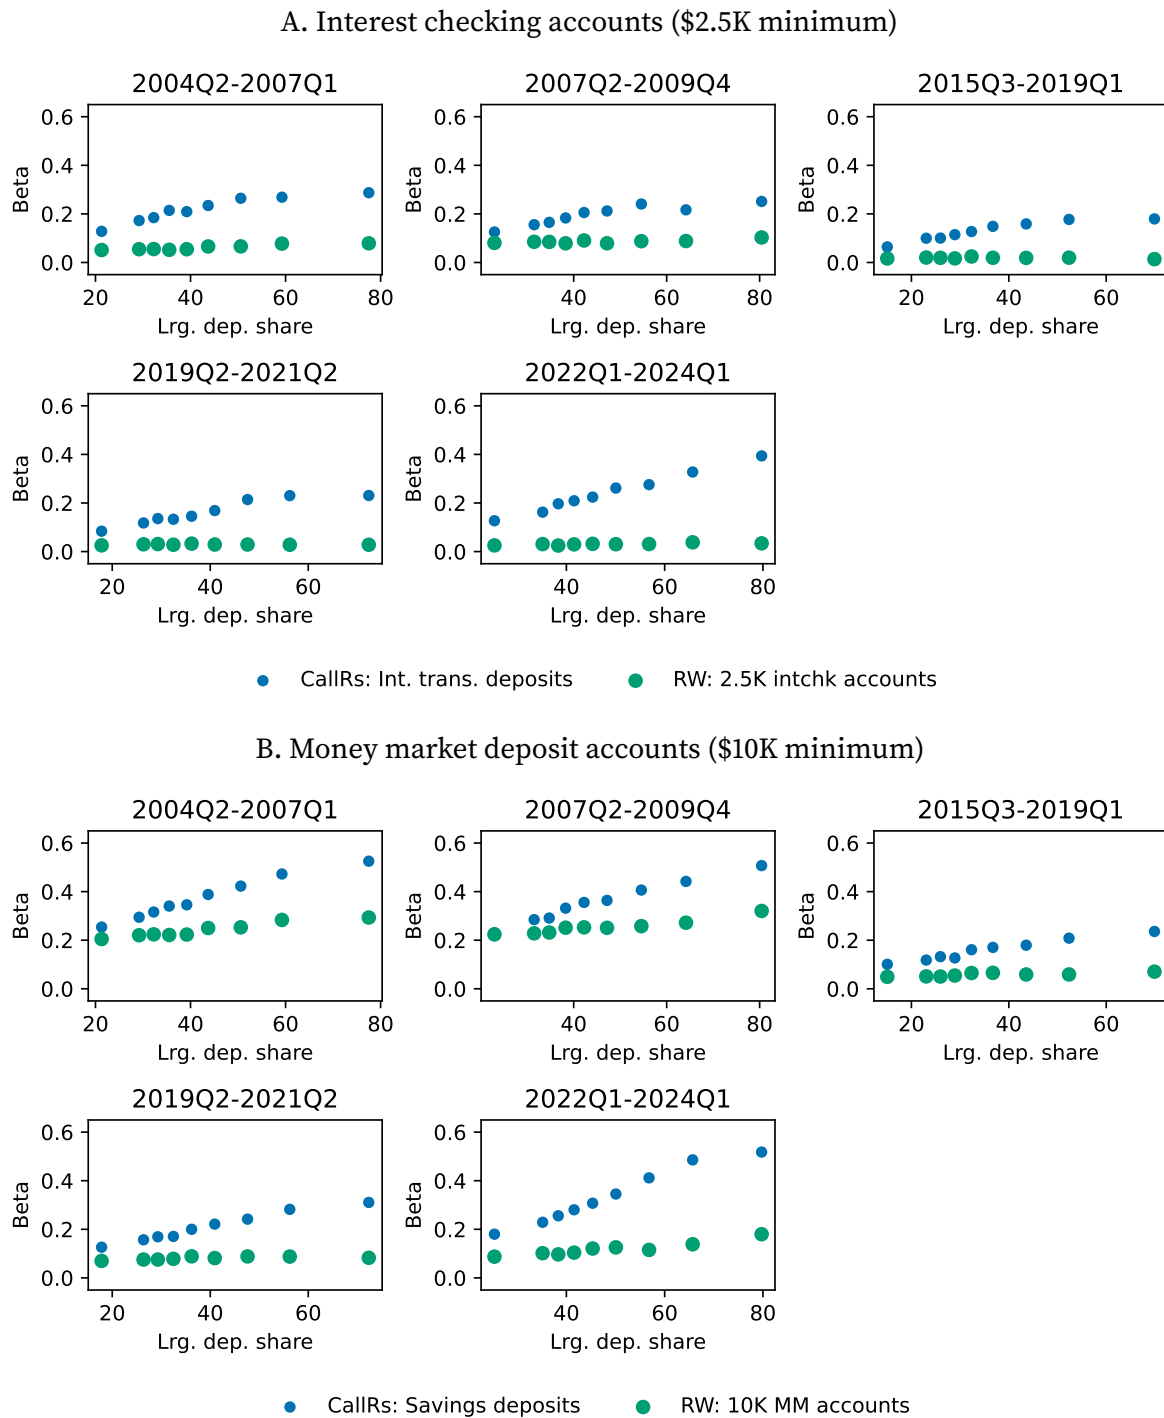 A. Interest checking accounts ($2.5K minimum)
2004Q2-2007Q1
2007Q2-2009Q4
2015Q3-2019Q1
0.6
0.4
0.2
0.0
Beta
20 40 60 80
Lrg. dep. share
0.6
0.4
0.2
0.0
Beta
40 60 80
Lrg. dep. share
0.6
0.4
0.2
0.0
Beta
20 40 60
Lrg. dep. share
2019Q2-2021Q2
2022Q1-2024Q1
0.6
0.4
0.2
0.0
Beta
20 40 60
Lrg. dep. share
0.6
0.4
0.2
0.0
Beta
40 60 80
Lrg. dep. share
CallRs: Int. trans. deposits
RW: 2.5K intchk accounts
B. Money market deposit accounts ($10K minimum)
2004Q2-2007Q1
2007Q2-2009Q4
2015Q3-2019Q1
0.6
0.4
0.2
0.0
Beta
20 40 60 80
Lrg. dep. share
0.6
0.4
0.2
0.0
Beta
40 60 80
Lrg. dep. share
0.6
0.4
0.2
0.0
Beta
20 40 60
Lrg. dep. share
2019Q2-2021Q2
2022Q1-2024Q1
0.6
0.4
0.2
0.0
Beta
20 40 60
Lrg. dep. share
0.6
0.4
0.2
0.0
Beta
40 60 80
Lrg. dep. share
CallRs: Savings deposits
RW: 10K MM accounts